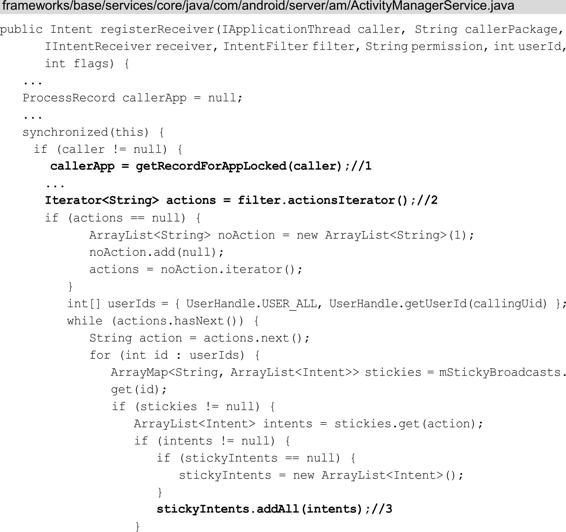 frameworks/base/services/core/java/com/android/server/am/ActivityManagerService.java
public Intent registerReceiver(IApplicationThread caller, String callerPackage,
IIntentReceiver receiver, IntentFilter filter, String permission, int userId,
int flags) {
...
ProcessRecord callerApp = null;
...
synchronized(this) {
if (caller != null) {
callerApp = getRecordForAppLocked(caller);//1
...
Iterator<String> actions = filter.actionsIterator();//2
if (actions == null) {
ArrayList<String> noAction = new ArrayList<String>(1);
noAction.add(null);
actions = noAction.iterator();
}
int[] userIds = { UserHandle.USER_ALL, UserHandle.getUserId(callingUid) };
while (actions.hasNext()) {
String action = actions.next();
for (int id : userIds) {
ArrayMap<String, ArrayList<Intent>> stickies = mStickyBroadcasts.
get(id);
if (stickies != null) {
ArrayList<Intent> intents = stickies.get(action);
if (intents != null) {
if (stickyIntents == null) {
stickyIntents = new ArrayList<Intent>();
}
stickyIntents.addAll(intents);//3
}